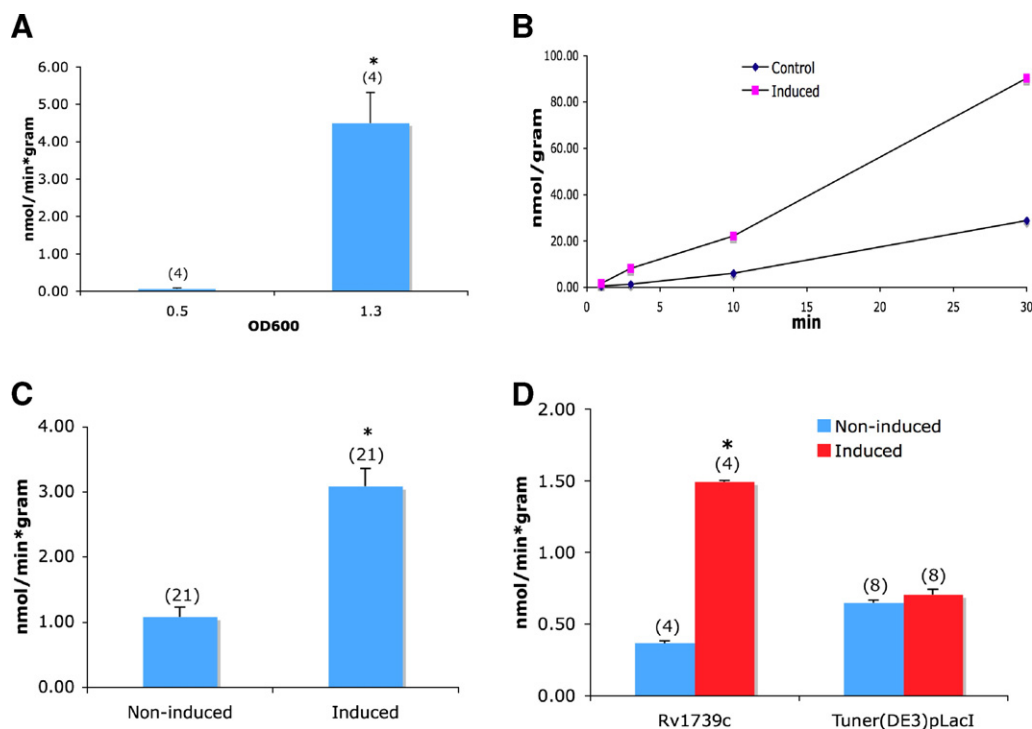 A
*
(4)
6.00
5.00
4.00
3.00
2.00
1.00
0.00
nmol/min*gram
(4)
0.5
1.3
OD600
B
100.00
80.00
60.00
40.00
20.00
0.00
nmol/gram
Control
Induced
0
5
10
15
20
25
30
min
C
4.00
3.00
2.00
1.00
0.00
nmol/min*gram
*
(21)
(21)
Non-induced
Induced
D
2.00
1.50
1.00
0.50
0.00
nmol/min*gram
Non-induced
Induced
*
(4)
(4)
(8)
(8)
Rv1739c
Tuner(DE3)pLacI